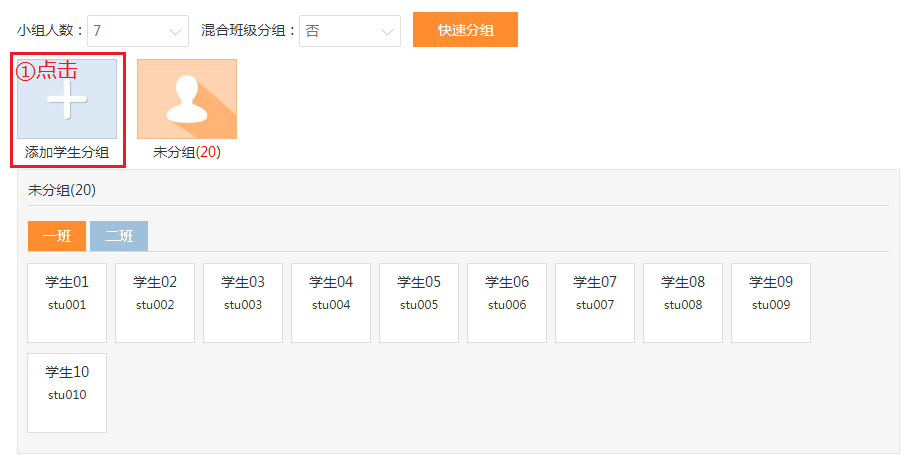 小组人数：7 混合班级分组：否 快速分组
①点击
添加学生分组 未分组(20)
未分组(20)
一班 二班
学生01 学生02 学生03 学生04 学生05 学生06 学生07 学生08 学生09
stu001 stu002 stu003 stu004 stu005 stu006 stu007 stu008 stu009
学生10
stu010